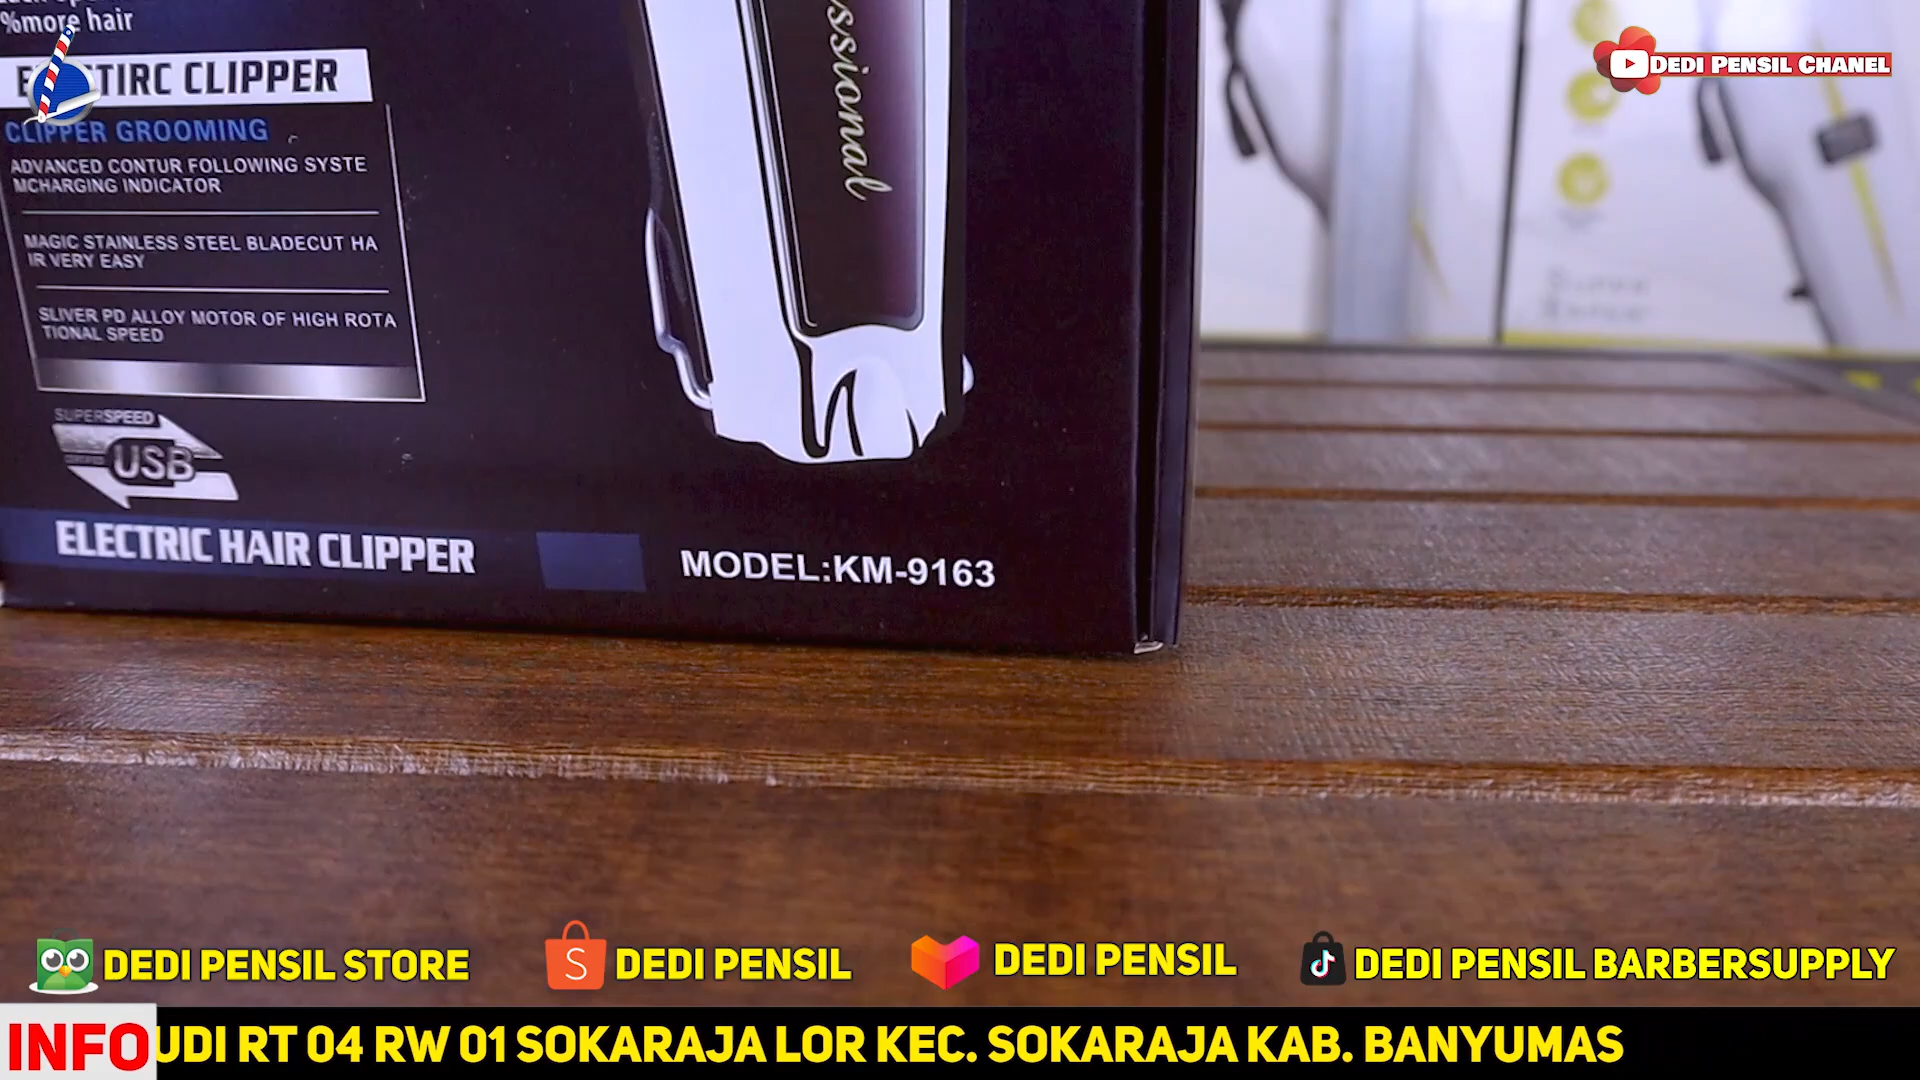 %more hair
CLIPPER
CLIPPER GROOMING
ADVANCED CONTUR FOLLOWING SYSTE
MCHARGING INDICATOR
MAGIC STAINLESS STEEL BLADECUT HA
IR VERY EASY
SLIVER PD ALLOY MOTOR OF HIGH ROTA
TIONAL SPEED
SUPERSPEED
USB
ELECTRIC HAIR CLIPPER
MODEL:KM-9163
ssional
DEDI PENSIL CHANEL
DEDI PENSIL STORE
DEDI PENSIL
DEDI PENSIL
DEDI PENSIL BARBERSUPPLY
INFO
UDI RT 04 RW 01 SOKARAJA LOR KEC. SOKARAJA KAB. BANYUMAS